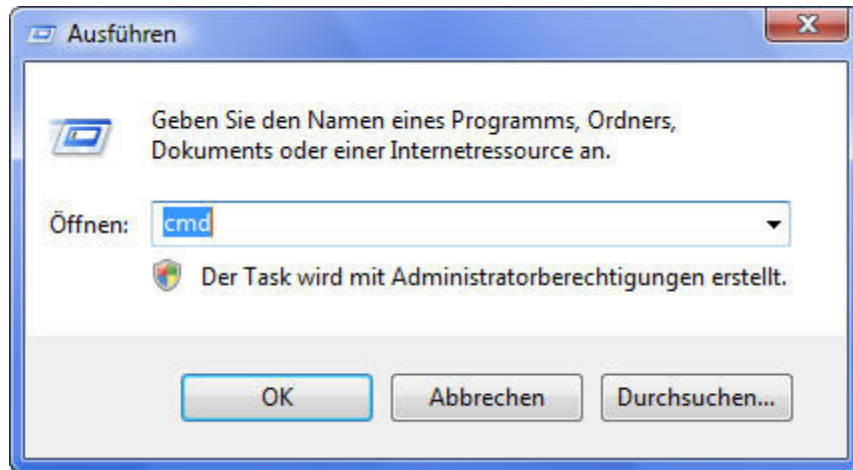 Ausführen
Geben Sie den Namen eines Programms, Ordners,
Dokuments oder einer Internetressource an.
Öffnen: cmd
Der Task wird mit Administratorberechtigungen erstellt.
OK Abbrechen Durchsuchen...